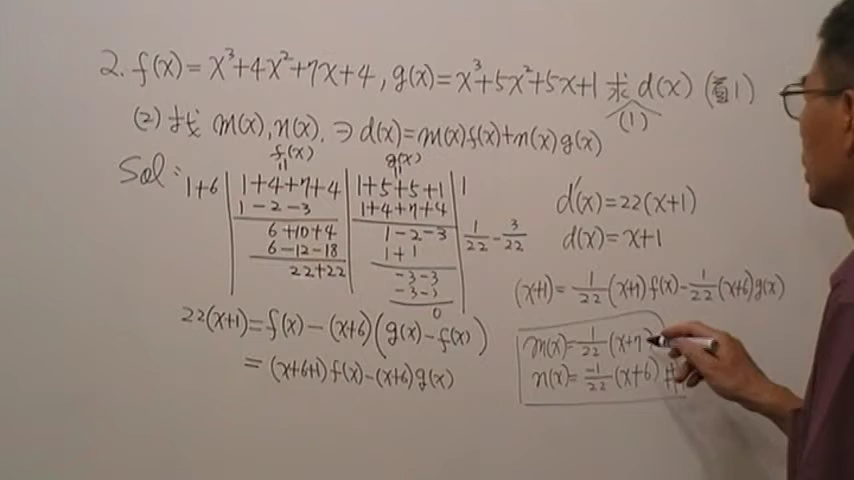 2. f(x)=x³+4x²+7x+4, g(x)=x³+5x²+5x+1 求 d(x) (首1)
(1)
(2) 找 m(x), n(x). ⇒ d(x)=m(x)f(x)+n(x)g(x)
Sol:
f(x) g(x)
1+6 | 1+4+7+4 | 1+5+5+1 | 1
1-2-3 | 1+4+7+4
6+10+4 | 1-2-3 | 1/22 - 3/22
6-12-18 | 1+1
22+22 | -3-3
-3-3
0
22(x+1)=f(x)-(x+6)(g(x)-f(x))
=(x+6+1)f(x)-(x+6)g(x)
d'(x)=22(x+1)
d(x)=x+1
(x+1)=1/22(x+7)f(x)-1/22(x+6)g(x)
m(x)=1/22(x+7
n(x)=-1/22(x+6)